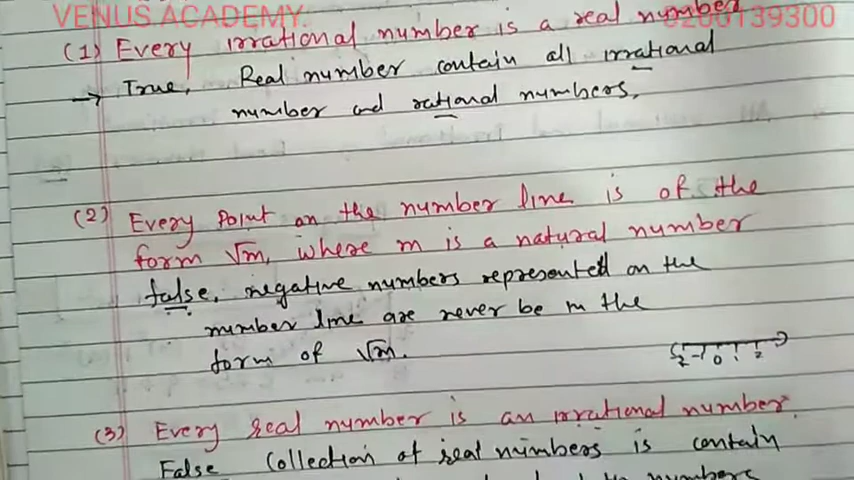 VENUS ACADEMY.
(1) Every irrational number is a real number
→ True, Real number contain all irrational
number and rational numbers,
(2) Every Point on the number line is of the
form √m, where m is a natural number
false, negative numbers represented on the
number line are never be in the
form of √m.
-2 -1 0 1 2
(3) Every real number is an irrational number.
False Collection of real numbers is contain
numbers